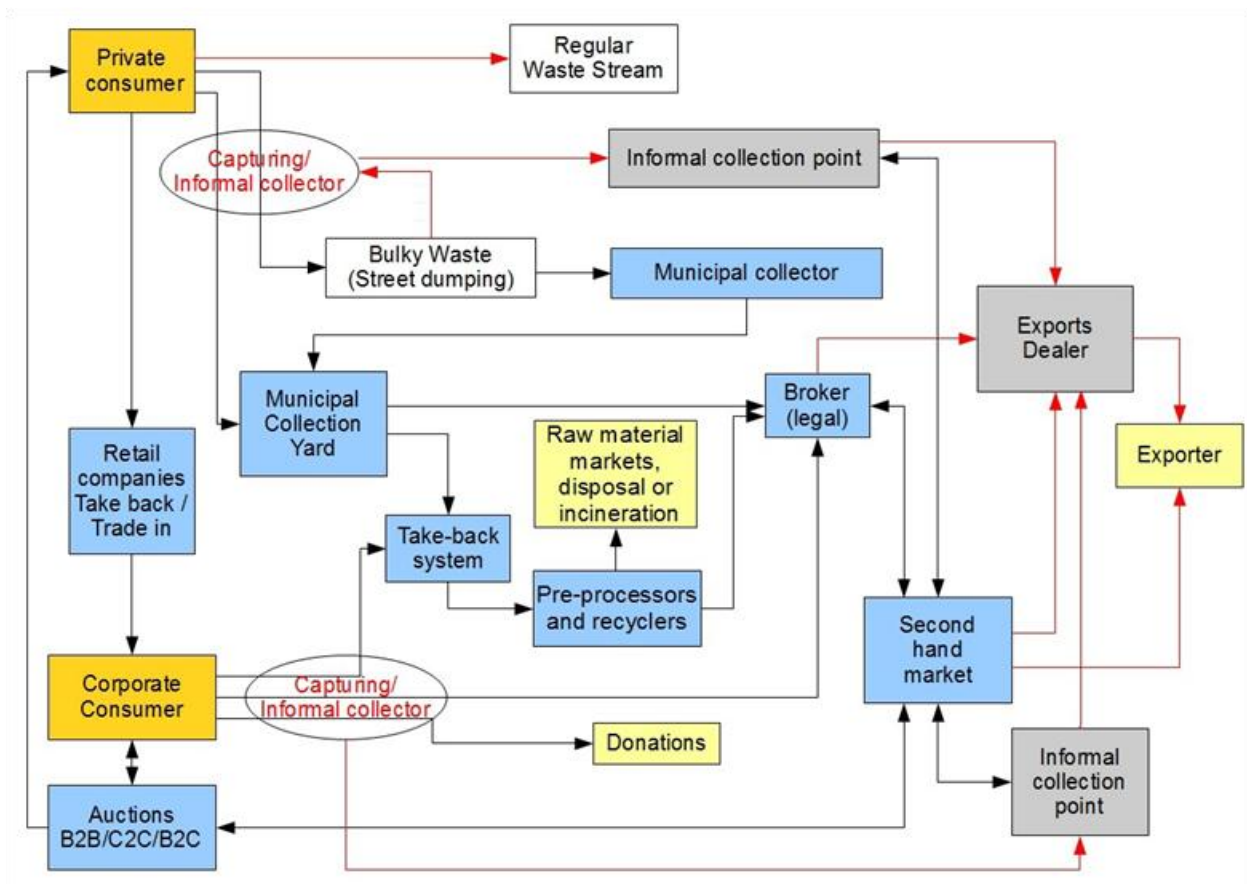 Private
consumer
Regular
Waste Stream
Capturing/
Informal collector
Informal collection point
Bulky Waste
(Street dumping)
Municipal collector
Exports
Dealer
Municipal
Collection
Yard
Broker
(legal)
Retail
companies
Take back /
Trade in
Raw material
markets,
disposal or
incineration
Exporter
Take-back
system
Pre-processors
and recyclers
Second
hand
market
Corporate
Consumer
Capturing/
Informal collector
Donations
Informal
collection
point
Auctions
B2B/C2C/B2C